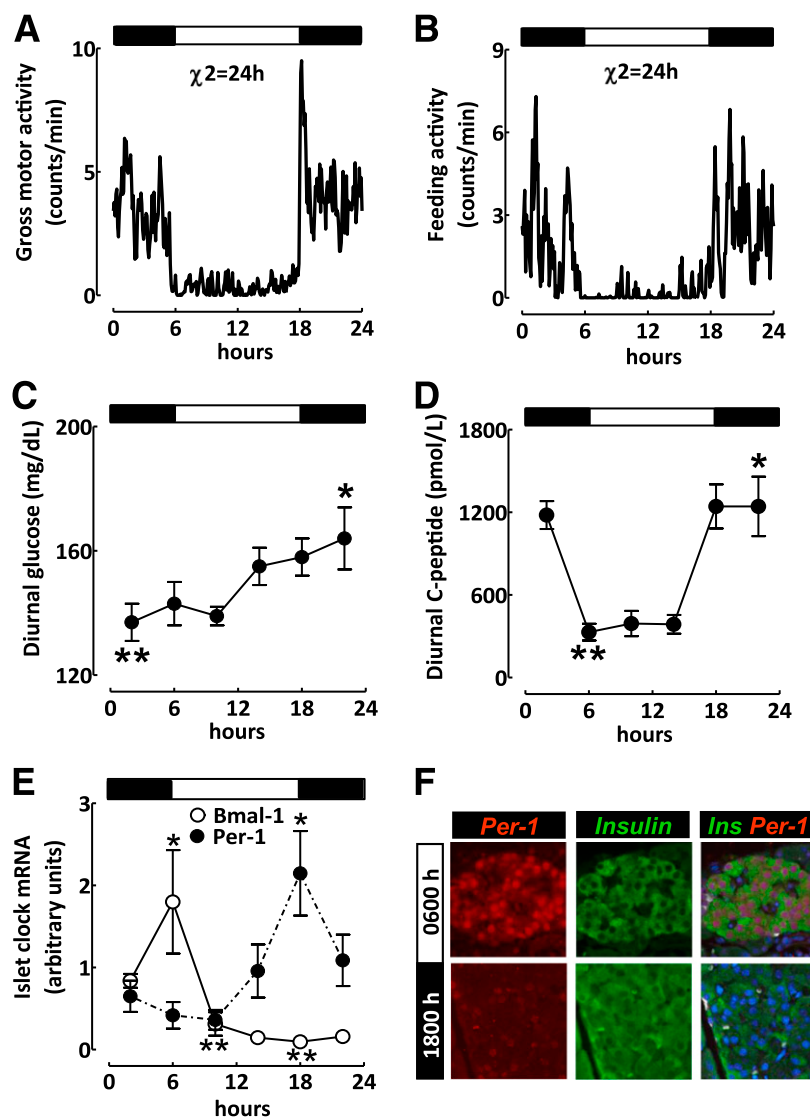 A
χ2=24h
Gross motor activity
(counts/min)
10
5
0
0 6 12 18 24
hours
B
χ2=24h
Feeding activity
(counts/min)
9
6
3
0
0 6 12 18 24
hours
C
Diurnal glucose (mg/dL)
200
160
120
*
**
0 6 12 18 24
hours
D
Diurnal C-peptide (pmol/L)
1800
1200
600
0
*
**
0 6 12 18 24
hours
E
Islet clock mRNA
(arbitrary units)
3
2
1
0
Bmal-1
Per-1
* *
** **
0 6 12 18 24
hours
F
Per-1 Insulin Ins Per-1
0600 h
1800 h